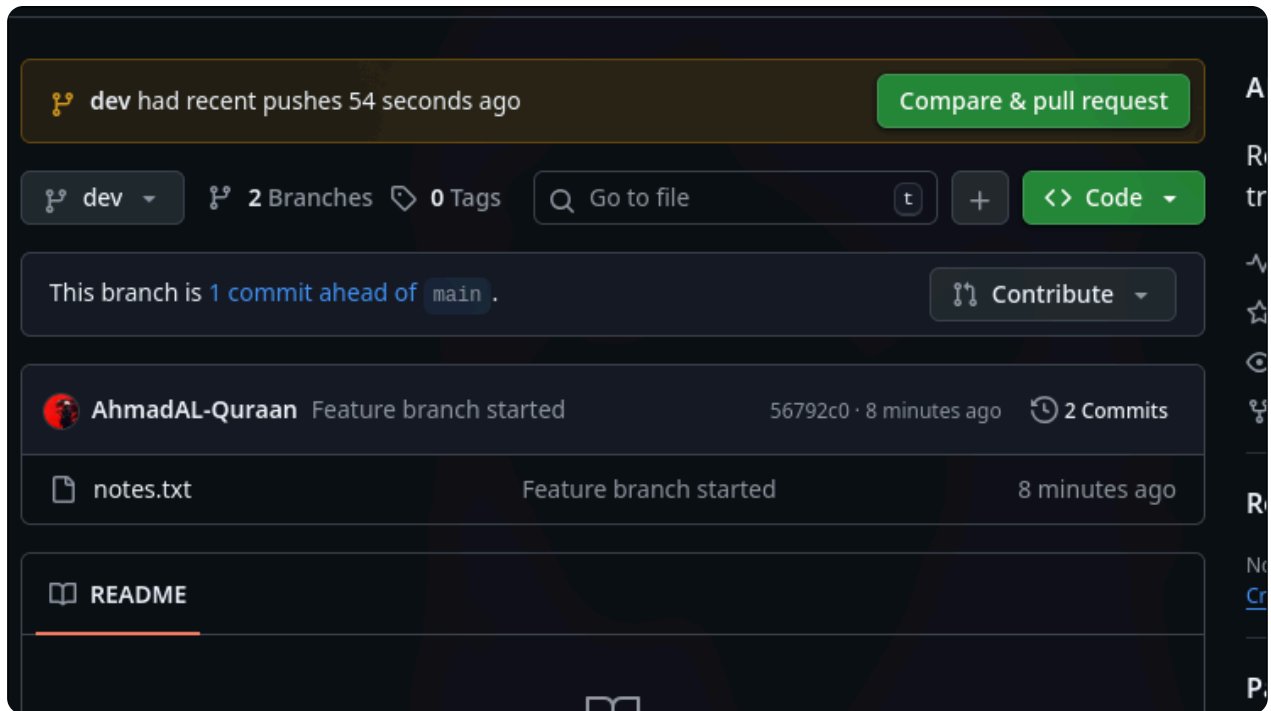 dev had recent pushes 54 seconds ago
Compare & pull request
dev
2 Branches
0 Tags
Go to file
t
Code
This branch is 1 commit ahead of main .
Contribute
AhmadAL-Quraan Feature branch started
56792c0 · 8 minutes ago
2 Commits
notes.txt
Feature branch started
8 minutes ago
README